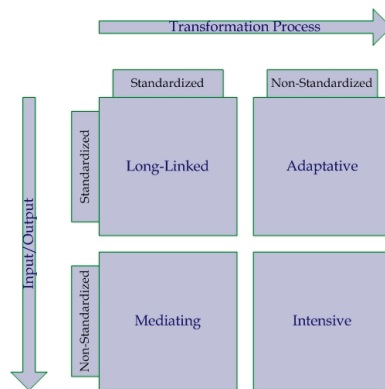 Transformation Process
Standardized
Non-Standardized
Input/Output
Standardized
Long-Linked
Adaptative
Non-Standardized
Mediating
Intensive